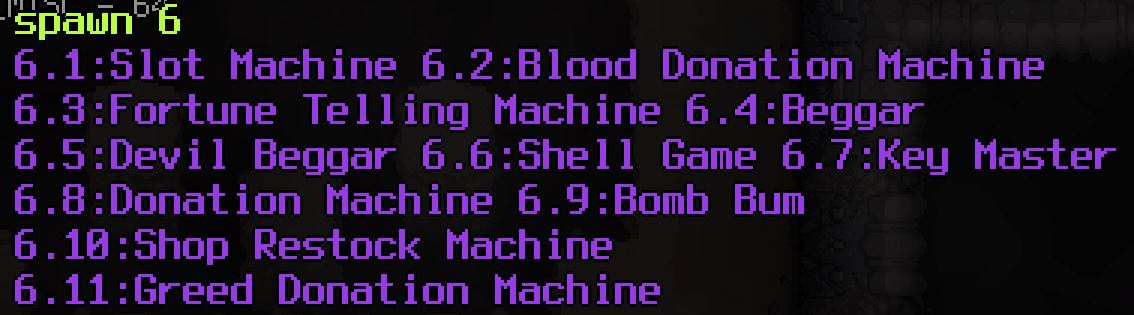 spawn 6
6.1:Slot Machine 6.2:Blood Donation Machine
6.3:Fortune Telling Machine 6.4:Beggar
6.5:Devil Beggar 6.6:Shell Game 6.7:Key Master
6.8:Donation Machine 6.9:Bomb Bum
6.10:Shop Restock Machine
6.11:Greed Donation Machine